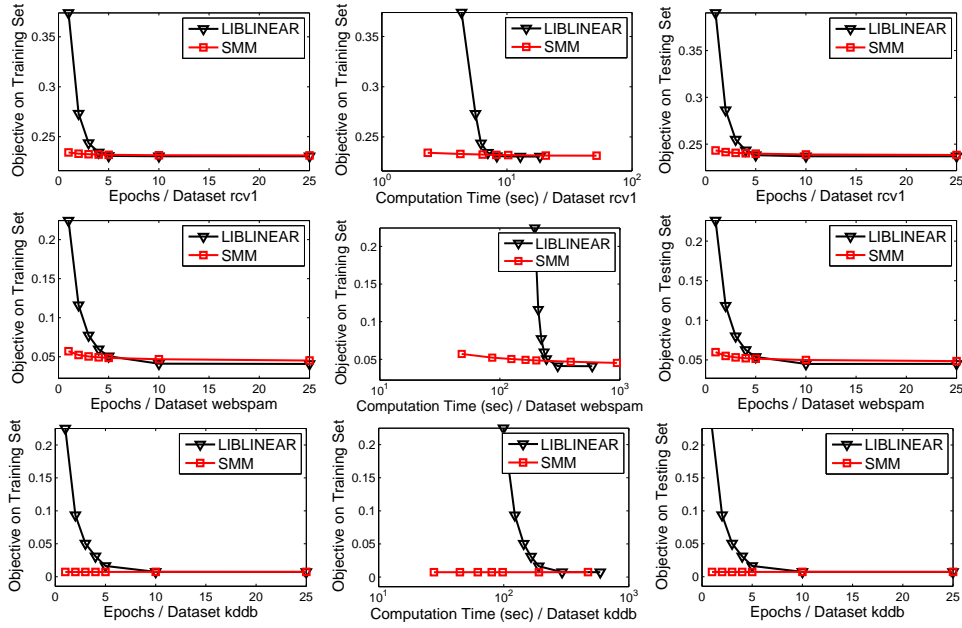 Objective on Training Set
0.35
0.3
0.25
0 5 10 15 20 25
Epochs / Dataset rcv1
LIBLINEAR
SMM
Objective on Training Set
0.35
0.3
0.25
10^0 10^1 10^2
Computation Time (sec) / Dataset rcv1
LIBLINEAR
SMM
Objective on Testing Set
0.35
0.3
0.25
0 5 10 15 20 25
Epochs / Dataset rcv1
LIBLINEAR
SMM
Objective on Training Set
0.2
0.15
0.1
0.05
0 5 10 15 20 25
Epochs / Dataset webspam
LIBLINEAR
SMM
Objective on Training Set
0.2
0.15
0.1
0.05
10^1 10^2 10^3
Computation Time (sec) / Dataset webspam
LIBLINEAR
SMM
Objective on Testing Set
0.2
0.15
0.1
0.05
0 5 10 15 20 25
Epochs / Dataset webspam
LIBLINEAR
SMM
Objective on Training Set
0.2
0.15
0.1
0.05
0
0 5 10 15 20 25
Epochs / Dataset kddb
LIBLINEAR
SMM
Objective on Training Set
0.2
0.15
0.1
0.05
0
10^1 10^2 10^3
Computation Time (sec) / Dataset kddb
LIBLINEAR
SMM
Objective on Testing Set
0.2
0.15
0.1
0.05
0
0 5 10 15 20 25
Epochs / Dataset kddb
LIBLINEAR
SMM